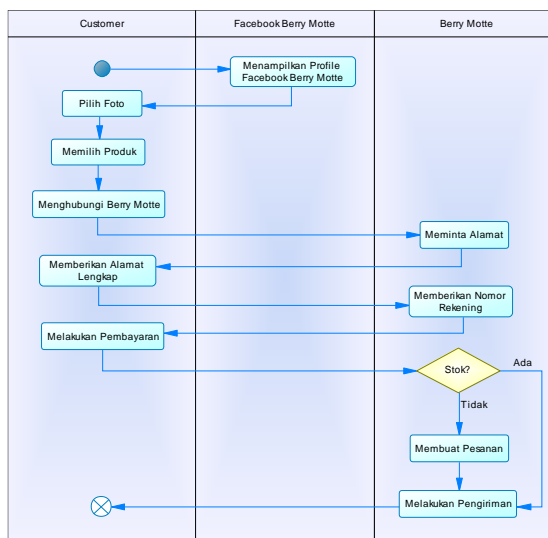 Customer
Facebook Berry Motte
Berry Motte
Menampilkan Profile
Facebook Berry Motte
Pilih Foto
Memilih Produk
Menghubungi Berry Motte
Meminta Alamat
Memberikan Alamat
Lengkap
Memberikan Nomor
Rekening
Melakukan Pembayaran
Stok?
Ada
Tidak
Membuat Pesanan
Melakukan Pengiriman